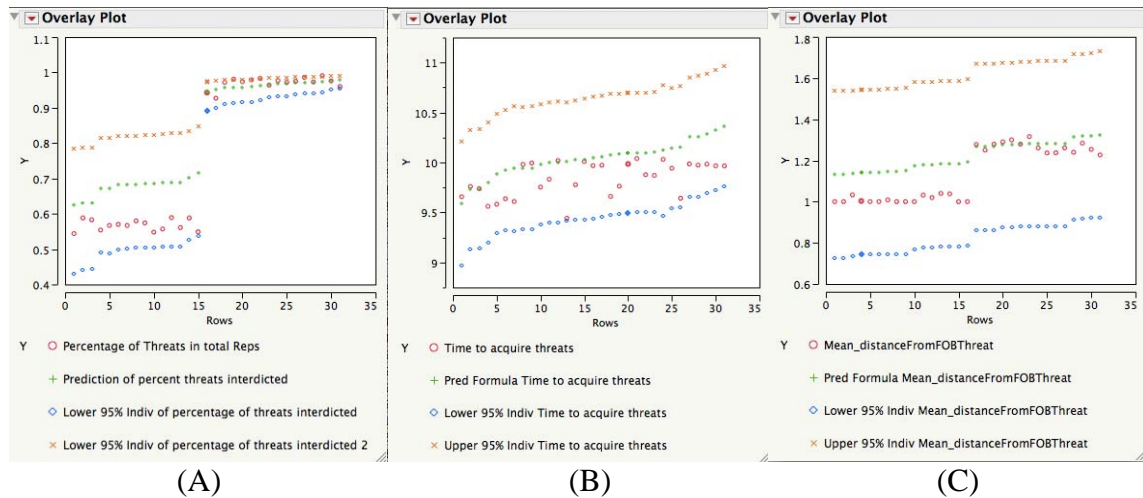 Overlay Plot
1.1
1
0.9
0.8
0.7
0.6
0.5
0.4
Y
0 5 10 15 20 25 30 35
Rows
Y Percentage of Threats in total Reps
Prediction of percent threats interdicted
Lower 95% Indiv of percentage of threats interdicted
Lower 95% Indiv of percentage of threats interdicted 2
(A)
Overlay Plot
11
10.5
10
9.5
9
Y
0 5 10 15 20 25 30 35
Rows
Y Time to acquire threats
Pred Formula Time to acquire threats
Lower 95% Indiv Time to acquire threats
Upper 95% Indiv Time to acquire threats
(B)
Overlay Plot
1.8
1.6
1.4
1.2
1
0.8
0.6
Y
0 5 10 15 20 25 30 35
Rows
Y Mean_distanceFromFOBThreat
Pred Formula Mean_distanceFromFOBThreat
Lower 95% Indiv Mean_distanceFromFOBThreat
Upper 95% Indiv Mean_distanceFromFOBThreat
(C)